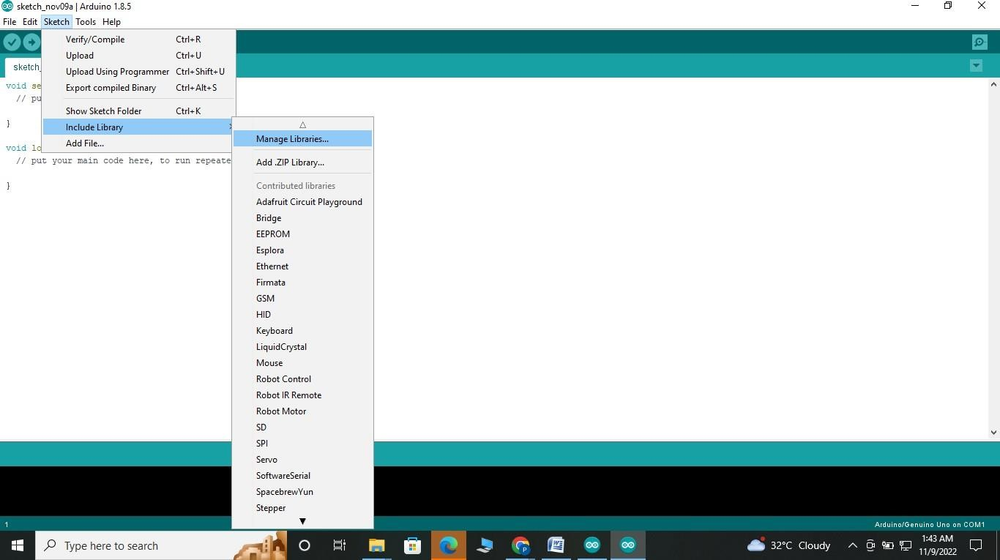 sketch_nov09a | Arduino 1.8.5
File Edit Sketch Tools Help
Verify/Compile Ctrl+R
Upload Ctrl+U
Upload Using Programmer Ctrl+Shift+U
Export compiled Binary Ctrl+Alt+S
Show Sketch Folder Ctrl+K
Include Library
Add File...
sketch_
void se
// pu
}
void lo
// put your main code here, to run repeate
}
Manage Libraries...
Add .ZIP Library...
Contributed libraries
Adafruit Circuit Playground
Bridge
EEPROM
Esplora
Ethernet
Firmata
GSM
HID
Keyboard
LiquidCrystal
Mouse
Robot Control
Robot IR Remote
Robot Motor
SD
SPI
Servo
SoftwareSerial
SpacebrewYun
Stepper
1 Arduino/Genuino Uno on COM1
Type here to search
32°C Cloudy
1:43 AM
11/9/2022